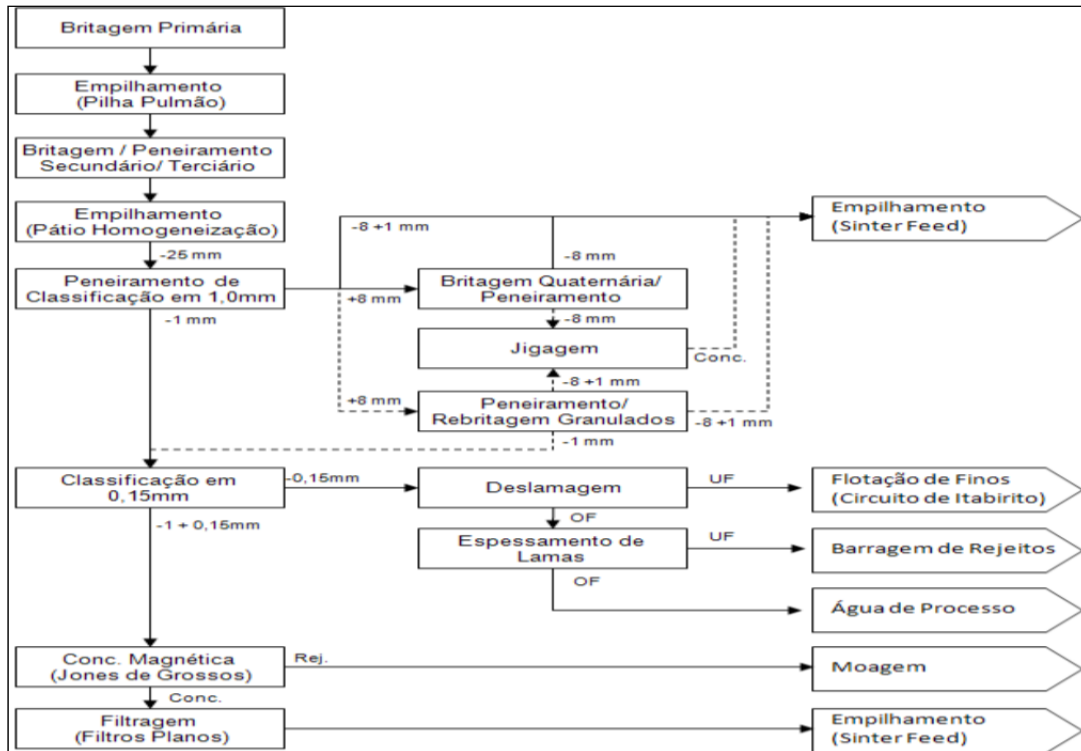 Britagem Primária
Empilhamento
(Pilha Pulmão)
Britagem / Peneiramento
Secundário/ Terciário
Empilhamento
(Pátio Homogeneização)
-8 +1 mm
Empilhamento
(Sinter Feed)
-25 mm
-8 mm
Peneiramento de
Classificação em 1,0mm
+8 mm
Britagem Quaternária/
Peneiramento
-1 mm
-8 mm
Jigagem
Conc.
-8 +1 mm
+8 mm
Peneiramento/
Rebritagem Granulados
-8 +1 mm
-1 mm
Classificação em
0,15mm
-0,15mm
Deslamagem
UF
Flotação de Finos
(Circuito de Itabirito)
-1 + 0,15mm
OF
Espessamento de
Lamas
UF
Barragem de Rejeitos
OF
Água de Processo
Conc. Magnética
(Jones de Grossos)
Rej.
Moagem
Conc.
Filtragem
(Filtros Planos)
Empilhamento
(Sinter Feed)